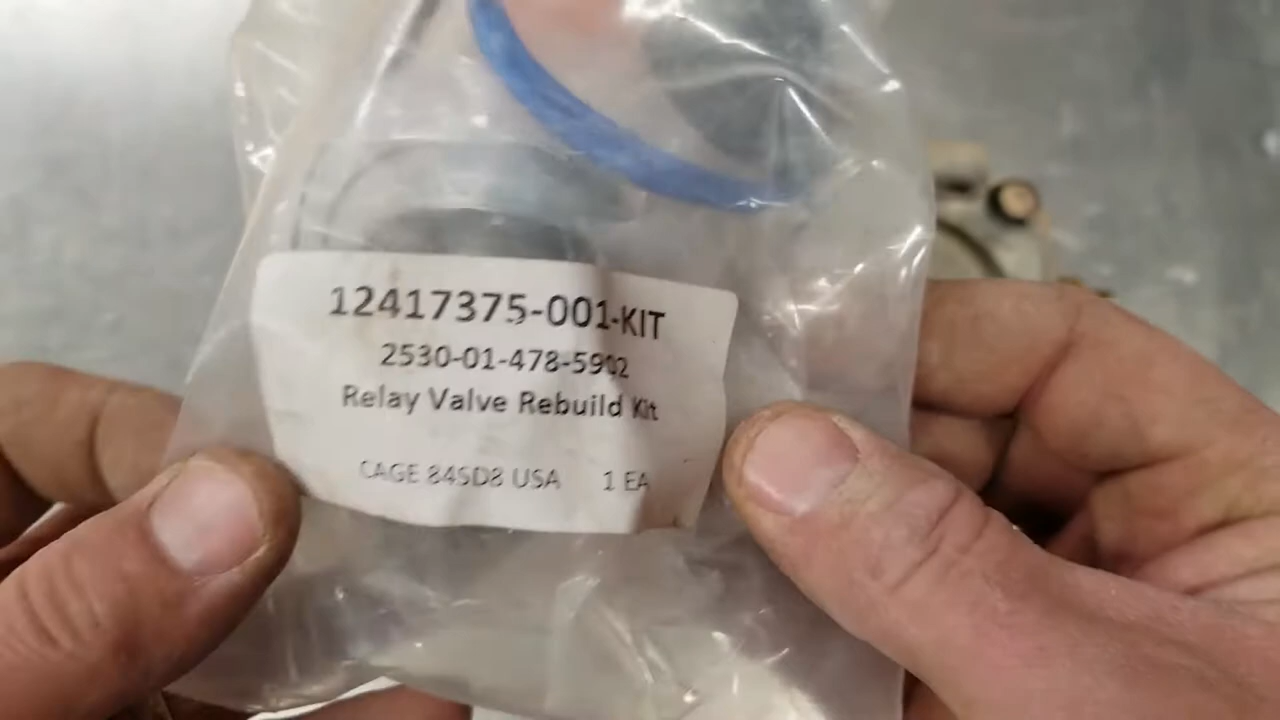 12417375-001-KIT
2530-01-478-5902
Relay Valve Rebuild Kit
CAGE 84SD8 USA 1 EA